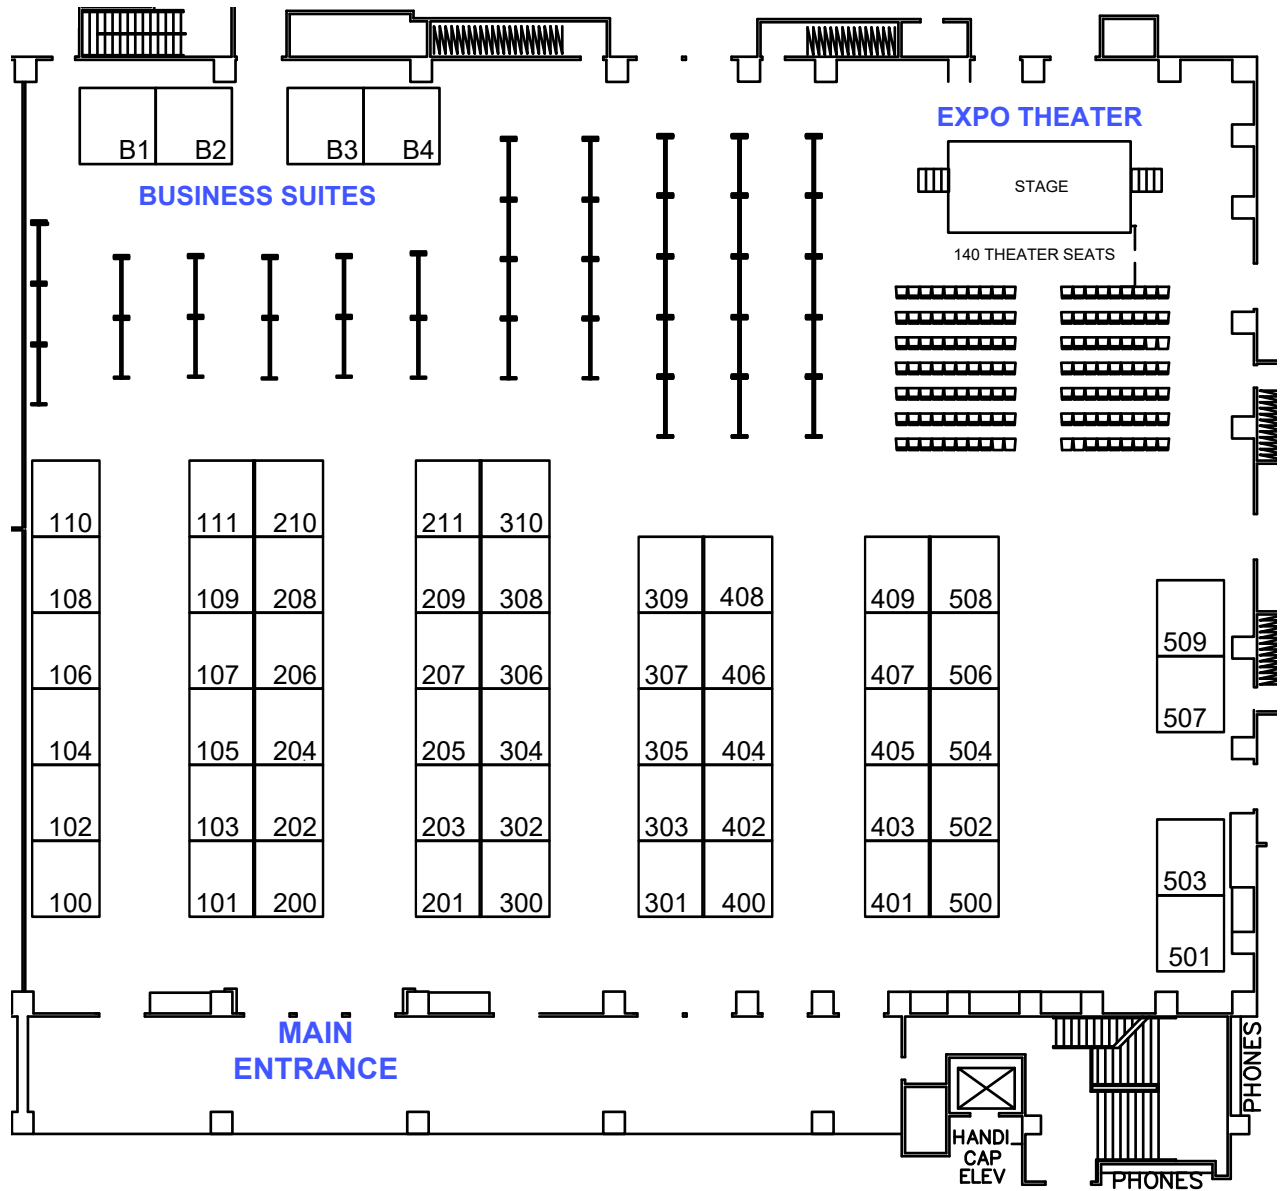 EXPO THEATER
B1 B2 B3 B4
BUSINESS SUITES
STAGE
140 THEATER SEATS
110 111 210 211 310
108 109 208 209 308 309 408 409 508
509
106 107 206 207 306 307 406 407 506
507
104 105 204 205 304 305 404 405 504
102 103 202 203 302 303 402 403 502
503
100 101 200 201 300 301 400 401 500
501
MAIN
ENTRANCE
PHONES
HANDI
CAP
ELEV
PHONES